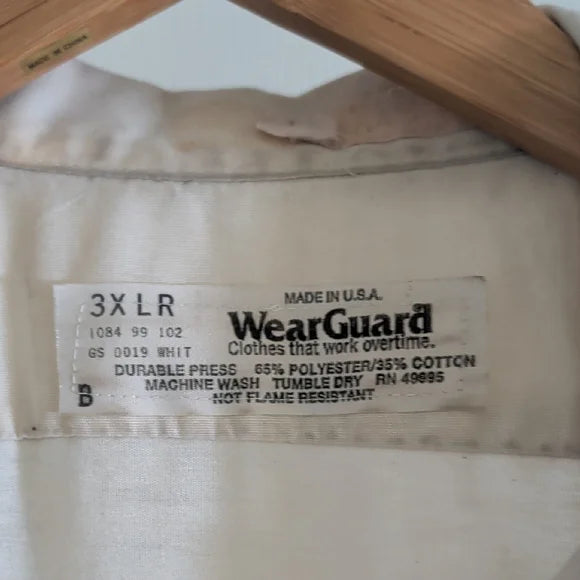 MADE IN CHINA
3XLR
1084 99 102
GS 0019 WHIT
MADE IN U.S.A.
WearGuard
Clothes that work overtime.
DURABLE PRESS 65% POLYESTER/35% COTTON
MACHINE WASH TUMBLE DRY RN 49695
NOT FLAME RESISTANT